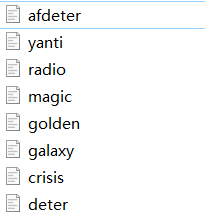 afdeter
yanti
radio
magic
golden
galaxy
crisis
deter